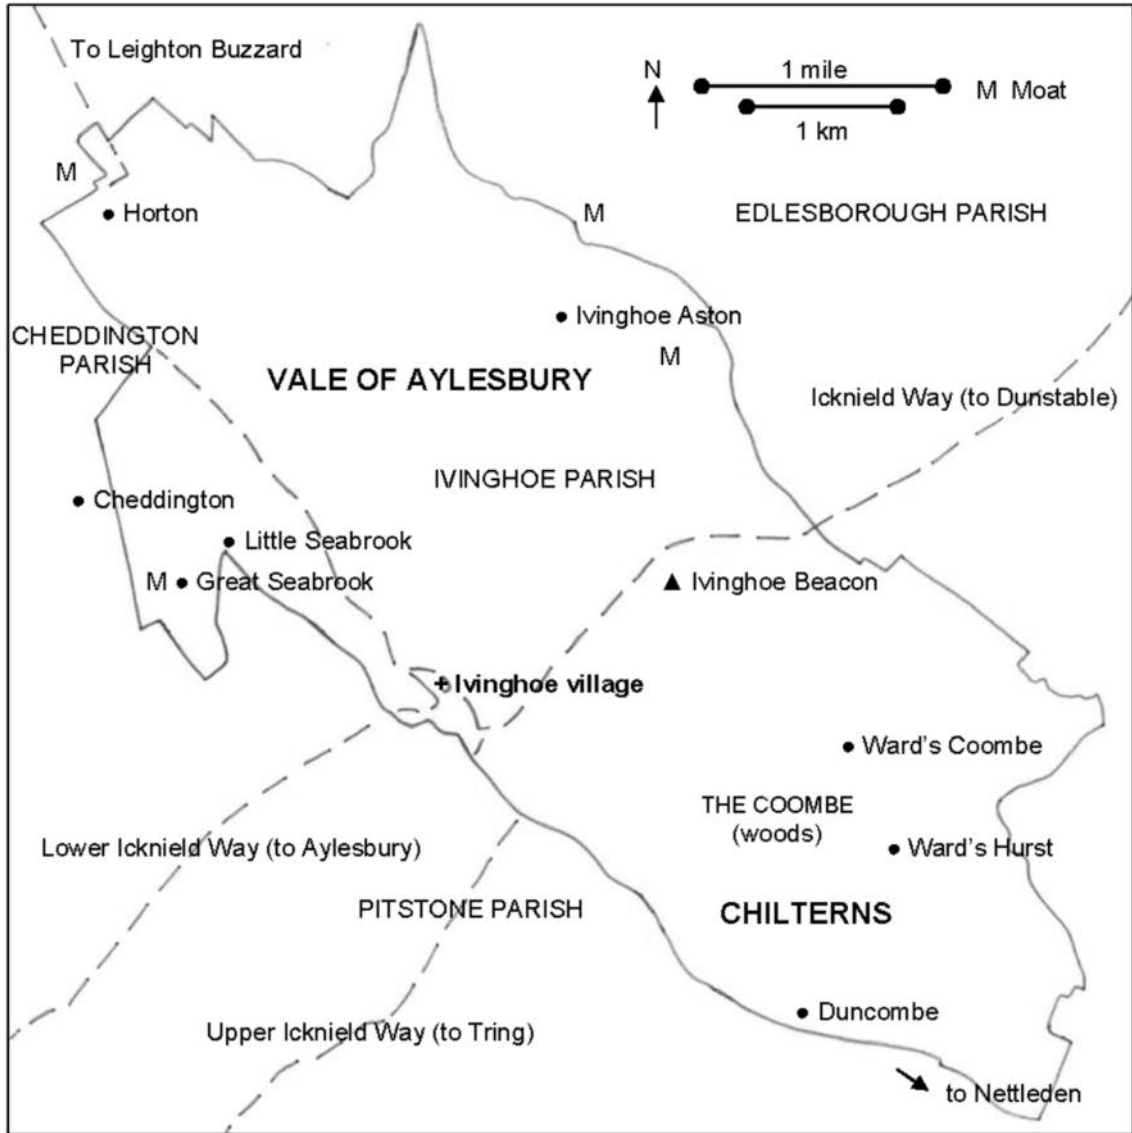 To Leighton Buzzard
N
1 mile
M Moat
1 km
M
Horton
M
EDLESBOROUGH PARISH
Ivinghoe Aston
CHEDDINGTON
PARISH
M
VALE OF AYLESBURY
Icknield Way (to Dunstable)
IVINGHOE PARISH
Cheddington
Little Seabrook
M
Great Seabrook
Ivinghoe Beacon
Ivinghoe village
Ward's Coombe
THE COOMBE
(woods)
Lower Icknield Way (to Aylesbury)
Ward's Hurst
PITSTONE PARISH
CHILTERNS
Duncombe
Upper Icknield Way (to Tring)
to Nettleden